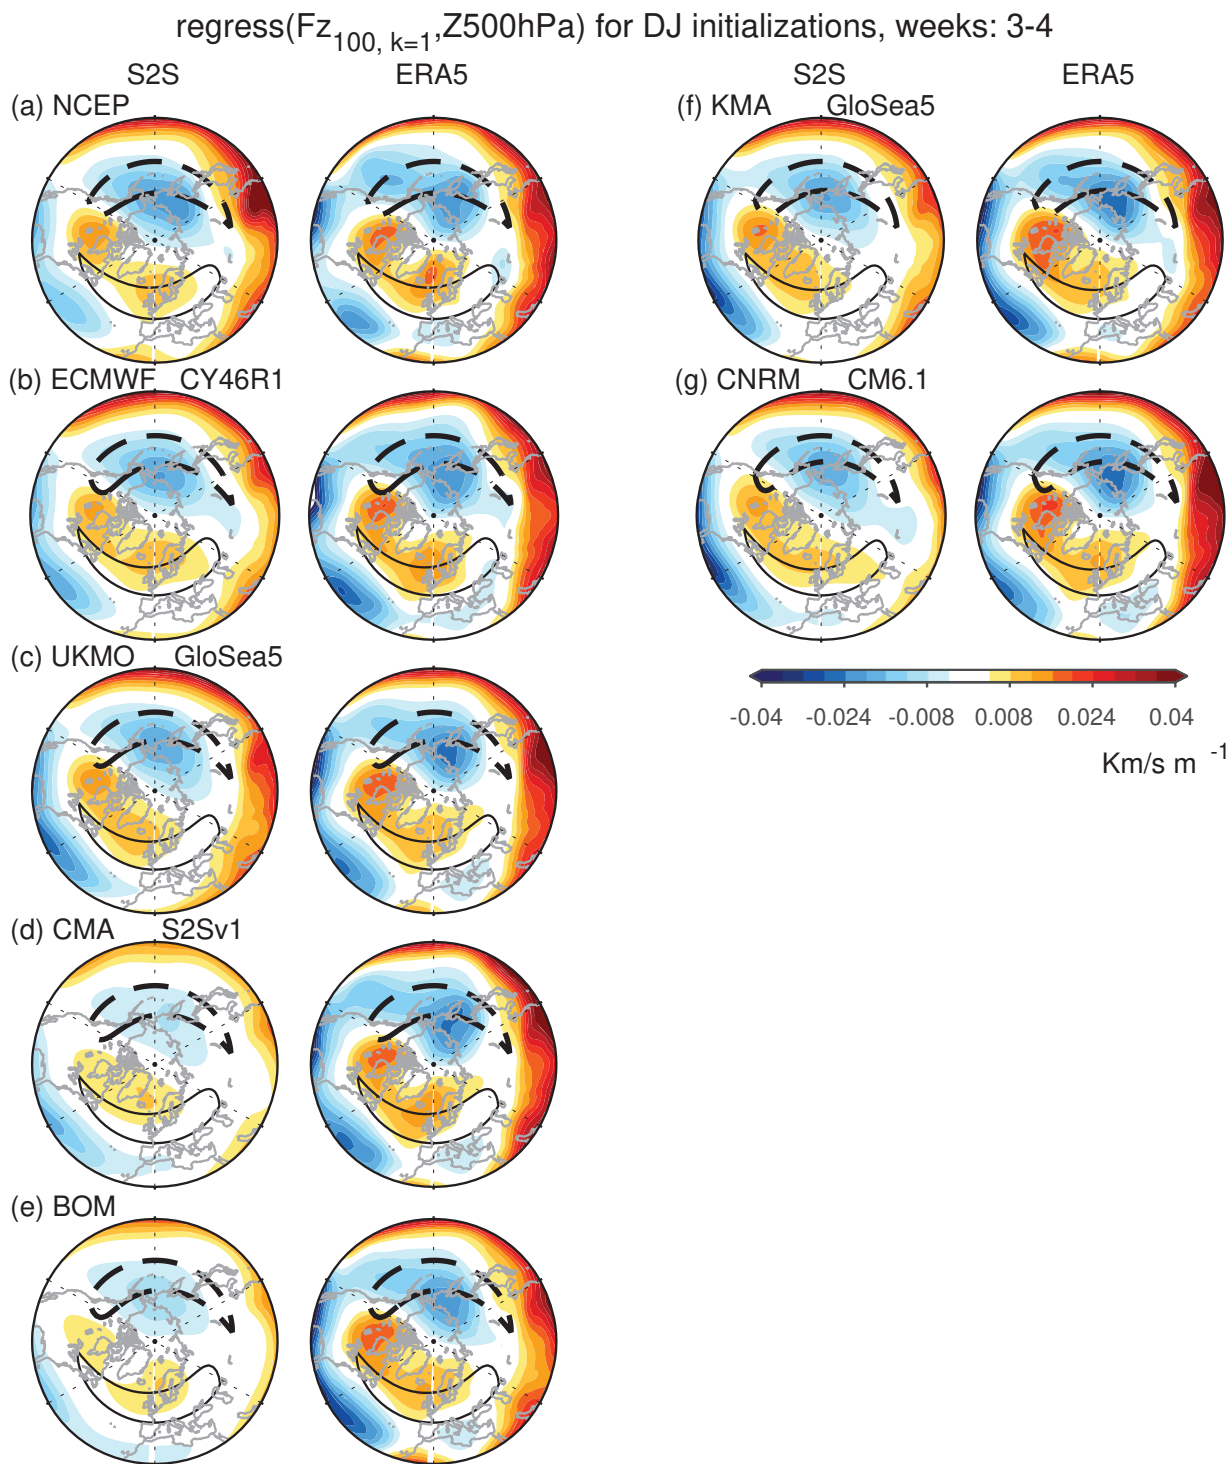 regress(Fz100, k=1,Z500hPa) for DJ initializations, weeks: 3-4
S2S ERA5 S2S ERA5
(a) NCEP (f) KMA GloSea5
(b) ECMWF CY46R1 (g) CNRM CM6.1
(c) UKMO GloSea5
-0.04 -0.024 -0.008 0.008 0.024 0.04
Km/s m -1
(d) CMA S2Sv1
(e) BOM